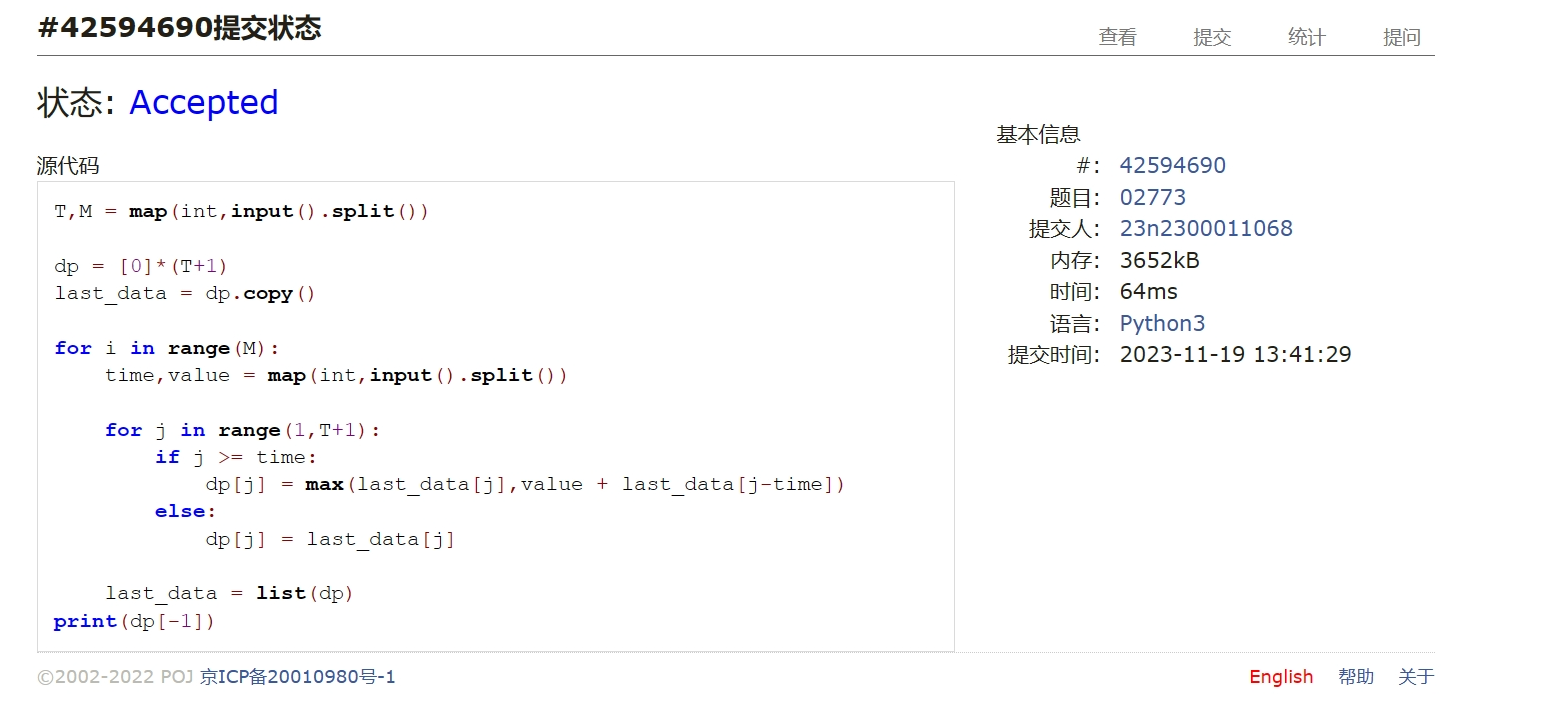 #42594690提交状态
查看 提交 统计 提问
状态: Accepted
源代码
T,M = map(int,input().split())
dp = [0]*(T+1)
last_data = dp.copy()
for i in range(M):
    time,value = map(int,input().split())
    for j in range(1,T+1):
        if j >= time:
            dp[j] = max(last_data[j],value + last_data[j-time])
        else:
            dp[j] = last_data[j]
    last_data = list(dp)
print(dp[-1])
基本信息
#: 42594690
题目: 02773
提交人: 23n2300011068
内存: 3652kB
时间: 64ms
语言: Python3
提交时间: 2023-11-19 13:41:29
©2002-2022 POJ 京ICP备20010980号-1
English 帮助 关于